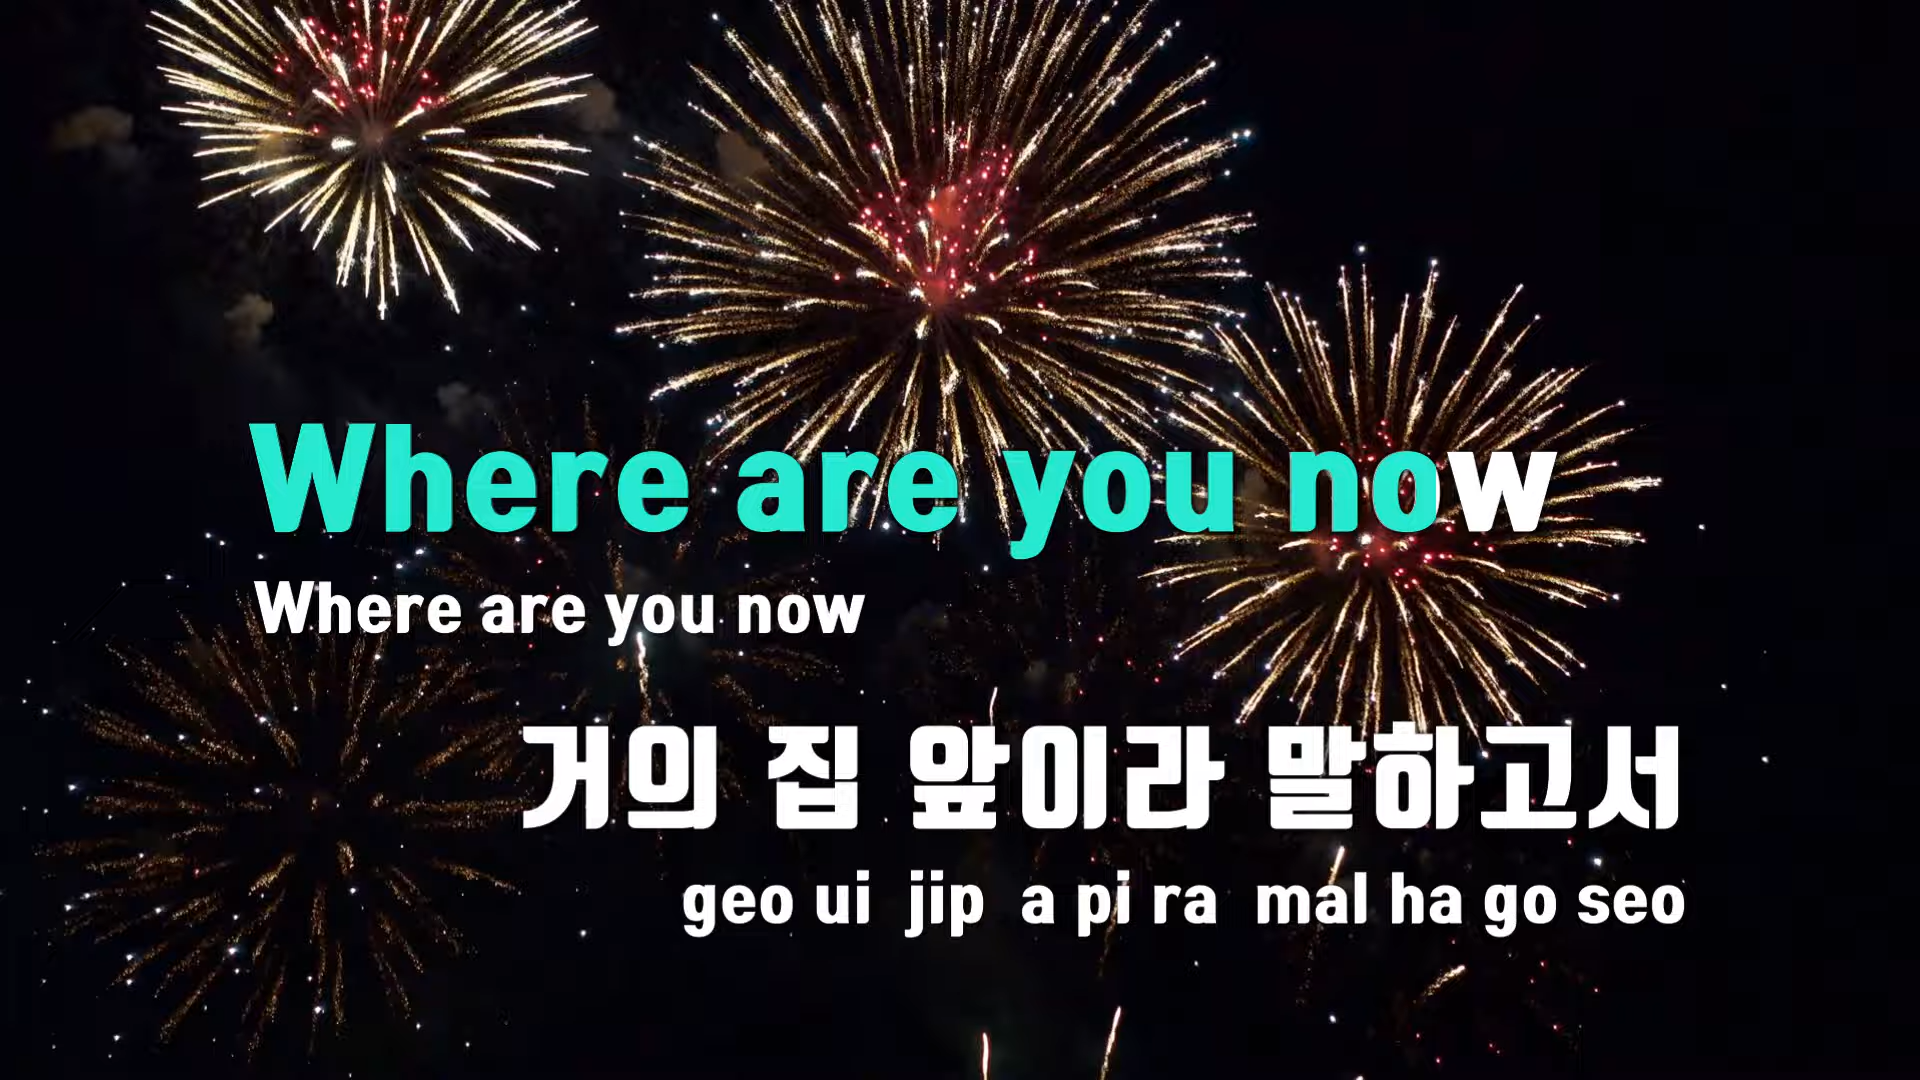 Where are you now
Where are you now
거의 집 앞이라 말하고서
geo ui jip a pi ra mal ha go seo